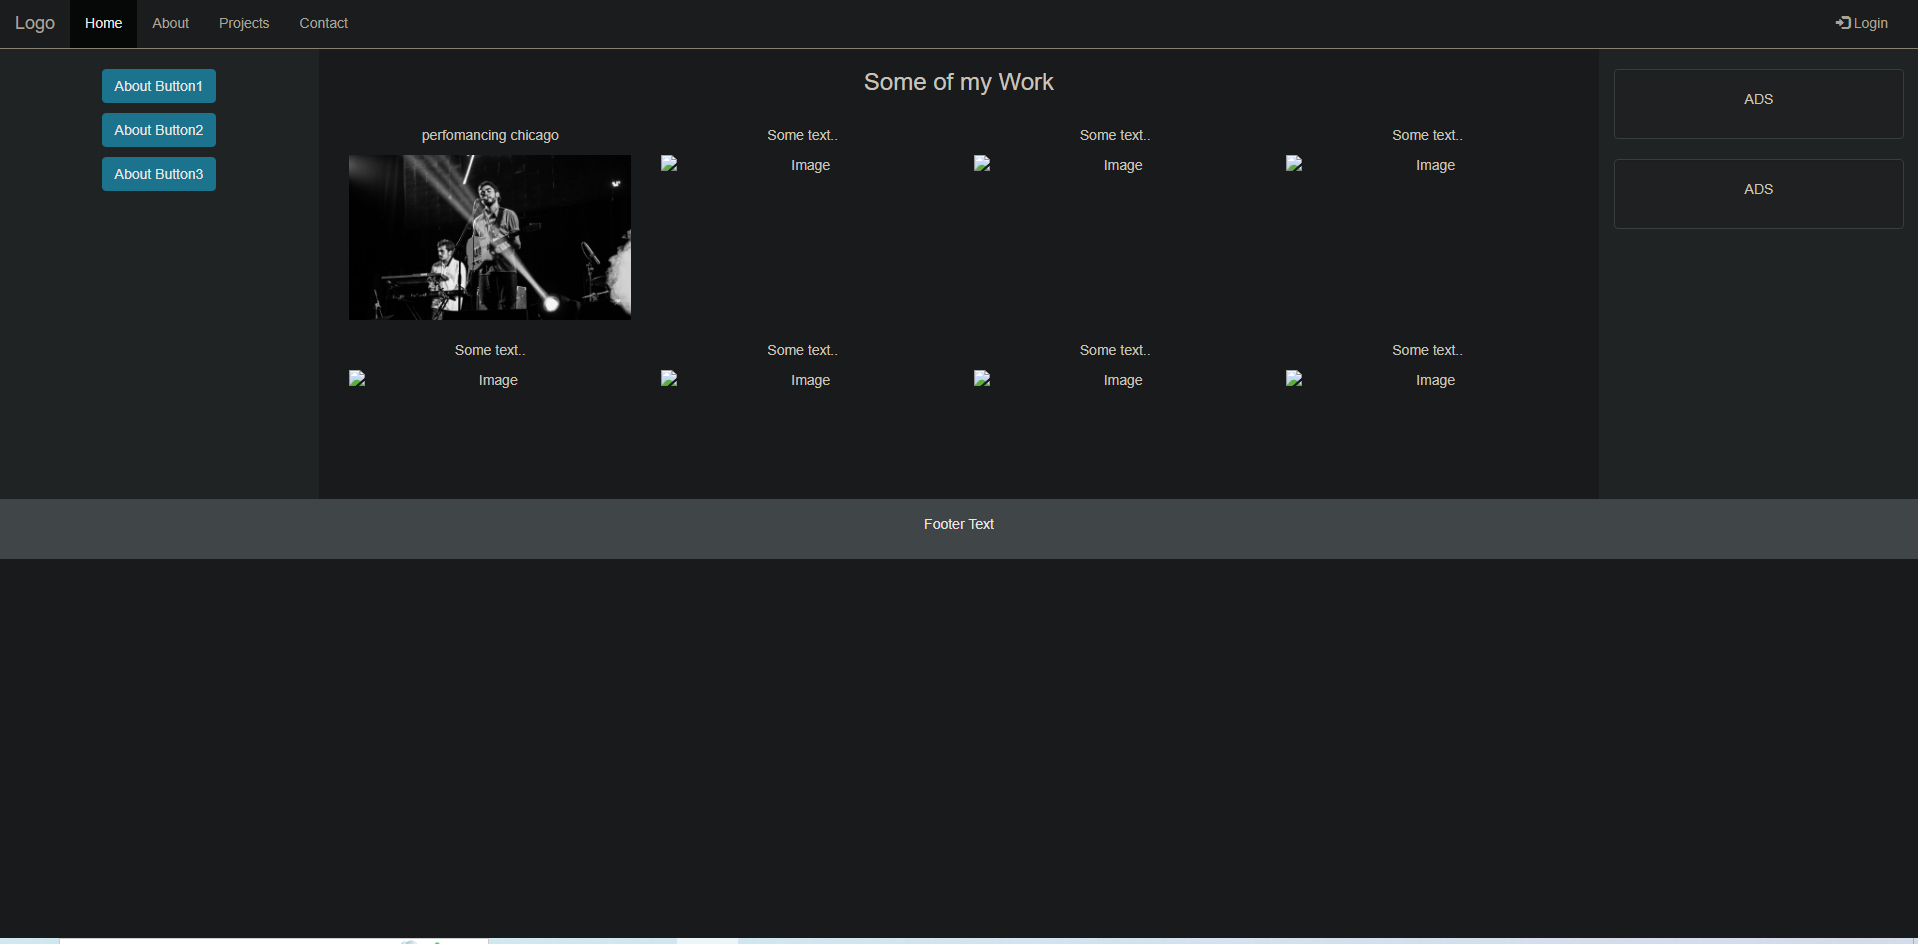 Logo Home About Projects Contact Login
About Button1
About Button2
About Button3
Some of my Work
perfomancing chicago Some text.. Some text.. Some text..
Image Image Image
Some text.. Some text.. Some text.. Some text..
Image Image Image Image
ADS
ADS
Footer Text